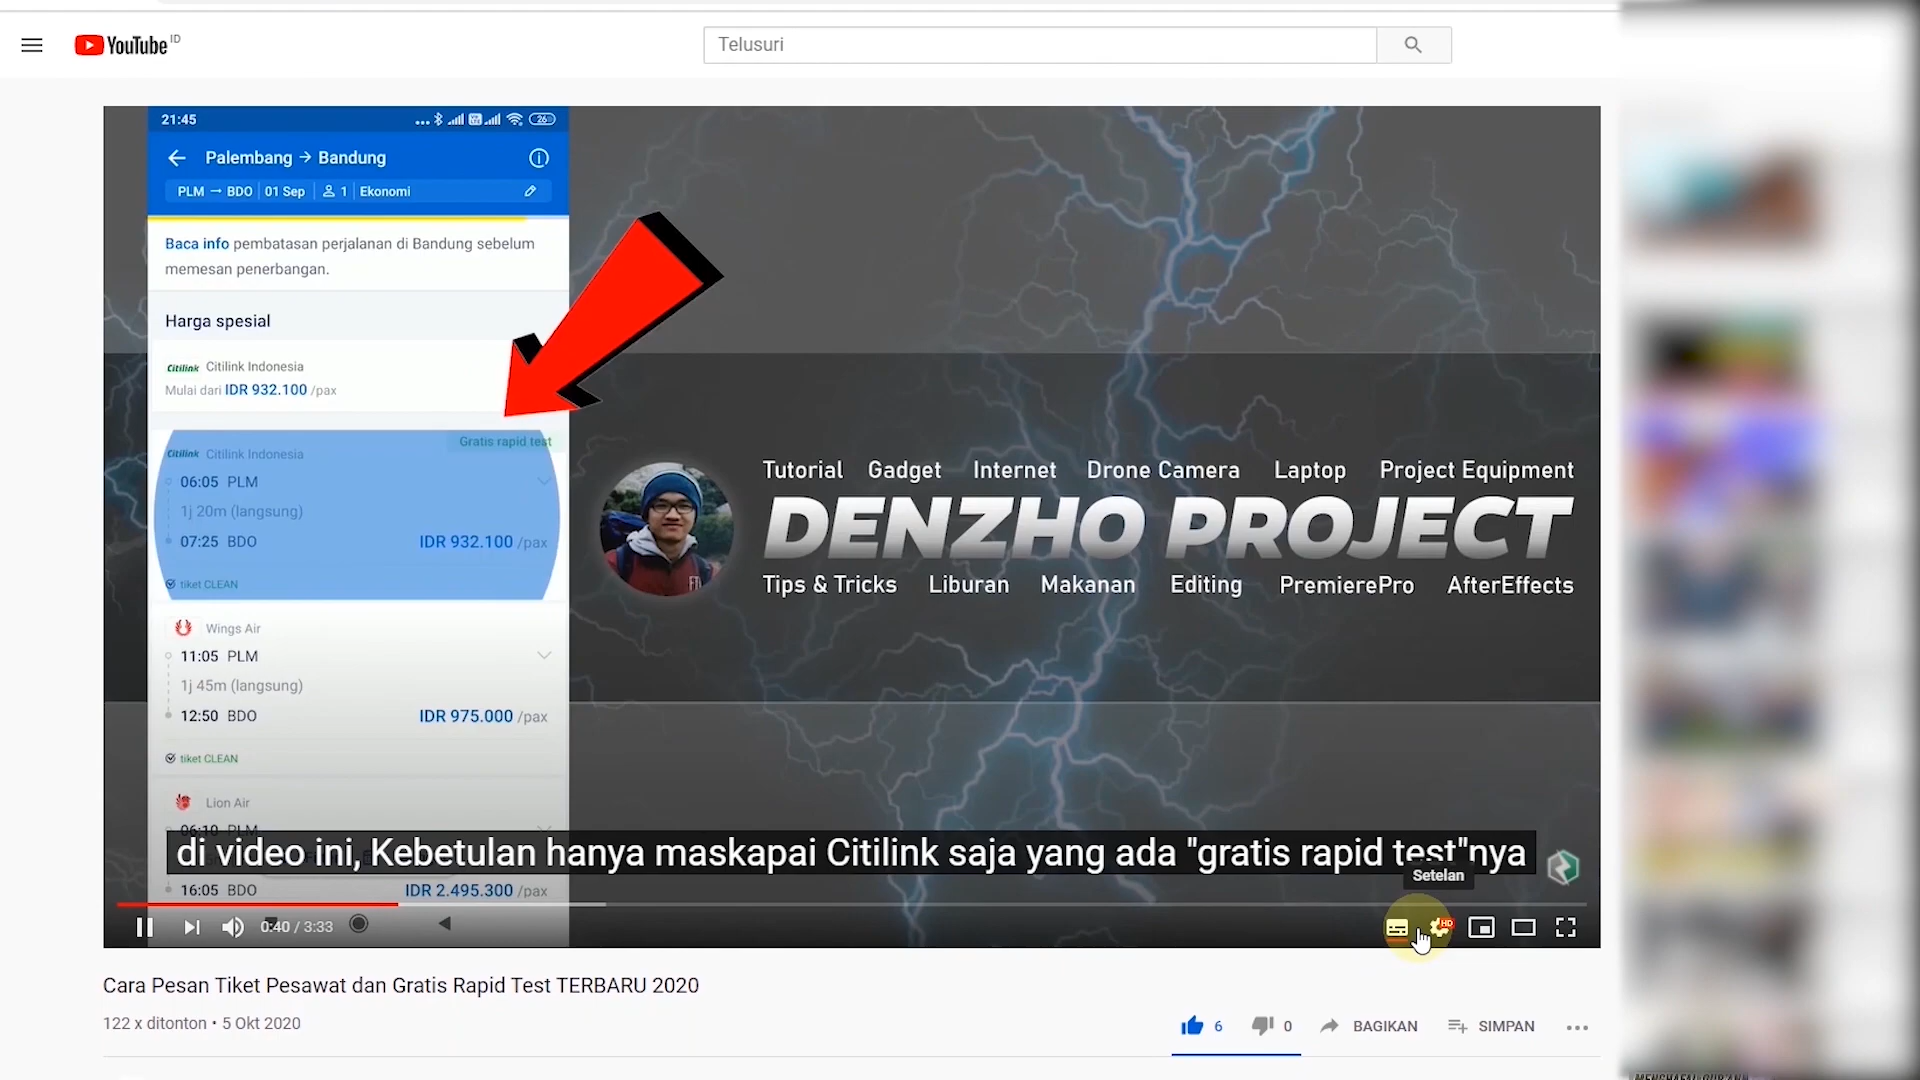 YouTube ID
Telusuri
21:45
26
Palembang → Bandung
PLM → BDO | 01 Sep | 1 | Ekonomi
Baca info pembatasan perjalanan di Bandung sebelum
memesan penerbangan.
Harga spesial
Citilink Citilink Indonesia
Mulai dari IDR 932.100 /pax
Gratis rapid test
Citilink Citilink Indonesia
06:05 PLM
1j 20m (langsung)
07:25 BDO IDR 932.100 /pax
tiket CLEAN
Wings Air
11:05 PLM
1j 45m (langsung)
12:50 BDO IDR 975.000 /pax
tiket CLEAN
Lion Air
06:10 PLM
16:05 BDO IDR 2.495.300 /pax
Tutorial Gadget Internet Drone Camera Laptop Project Equipment
DENZHO PROJECT
Tips & Tricks Liburan Makanan Editing PremierePro AfterEffects
di video ini, Kebetulan hanya maskapai Citilink saja yang ada "gratis rapid test"nya
Setelan
0:40 / 3:33
HD
Cara Pesan Tiket Pesawat dan Gratis Rapid Test TERBARU 2020
122 x ditonton • 5 Okt 2020
6 0 BAGIKAN SIMPAN